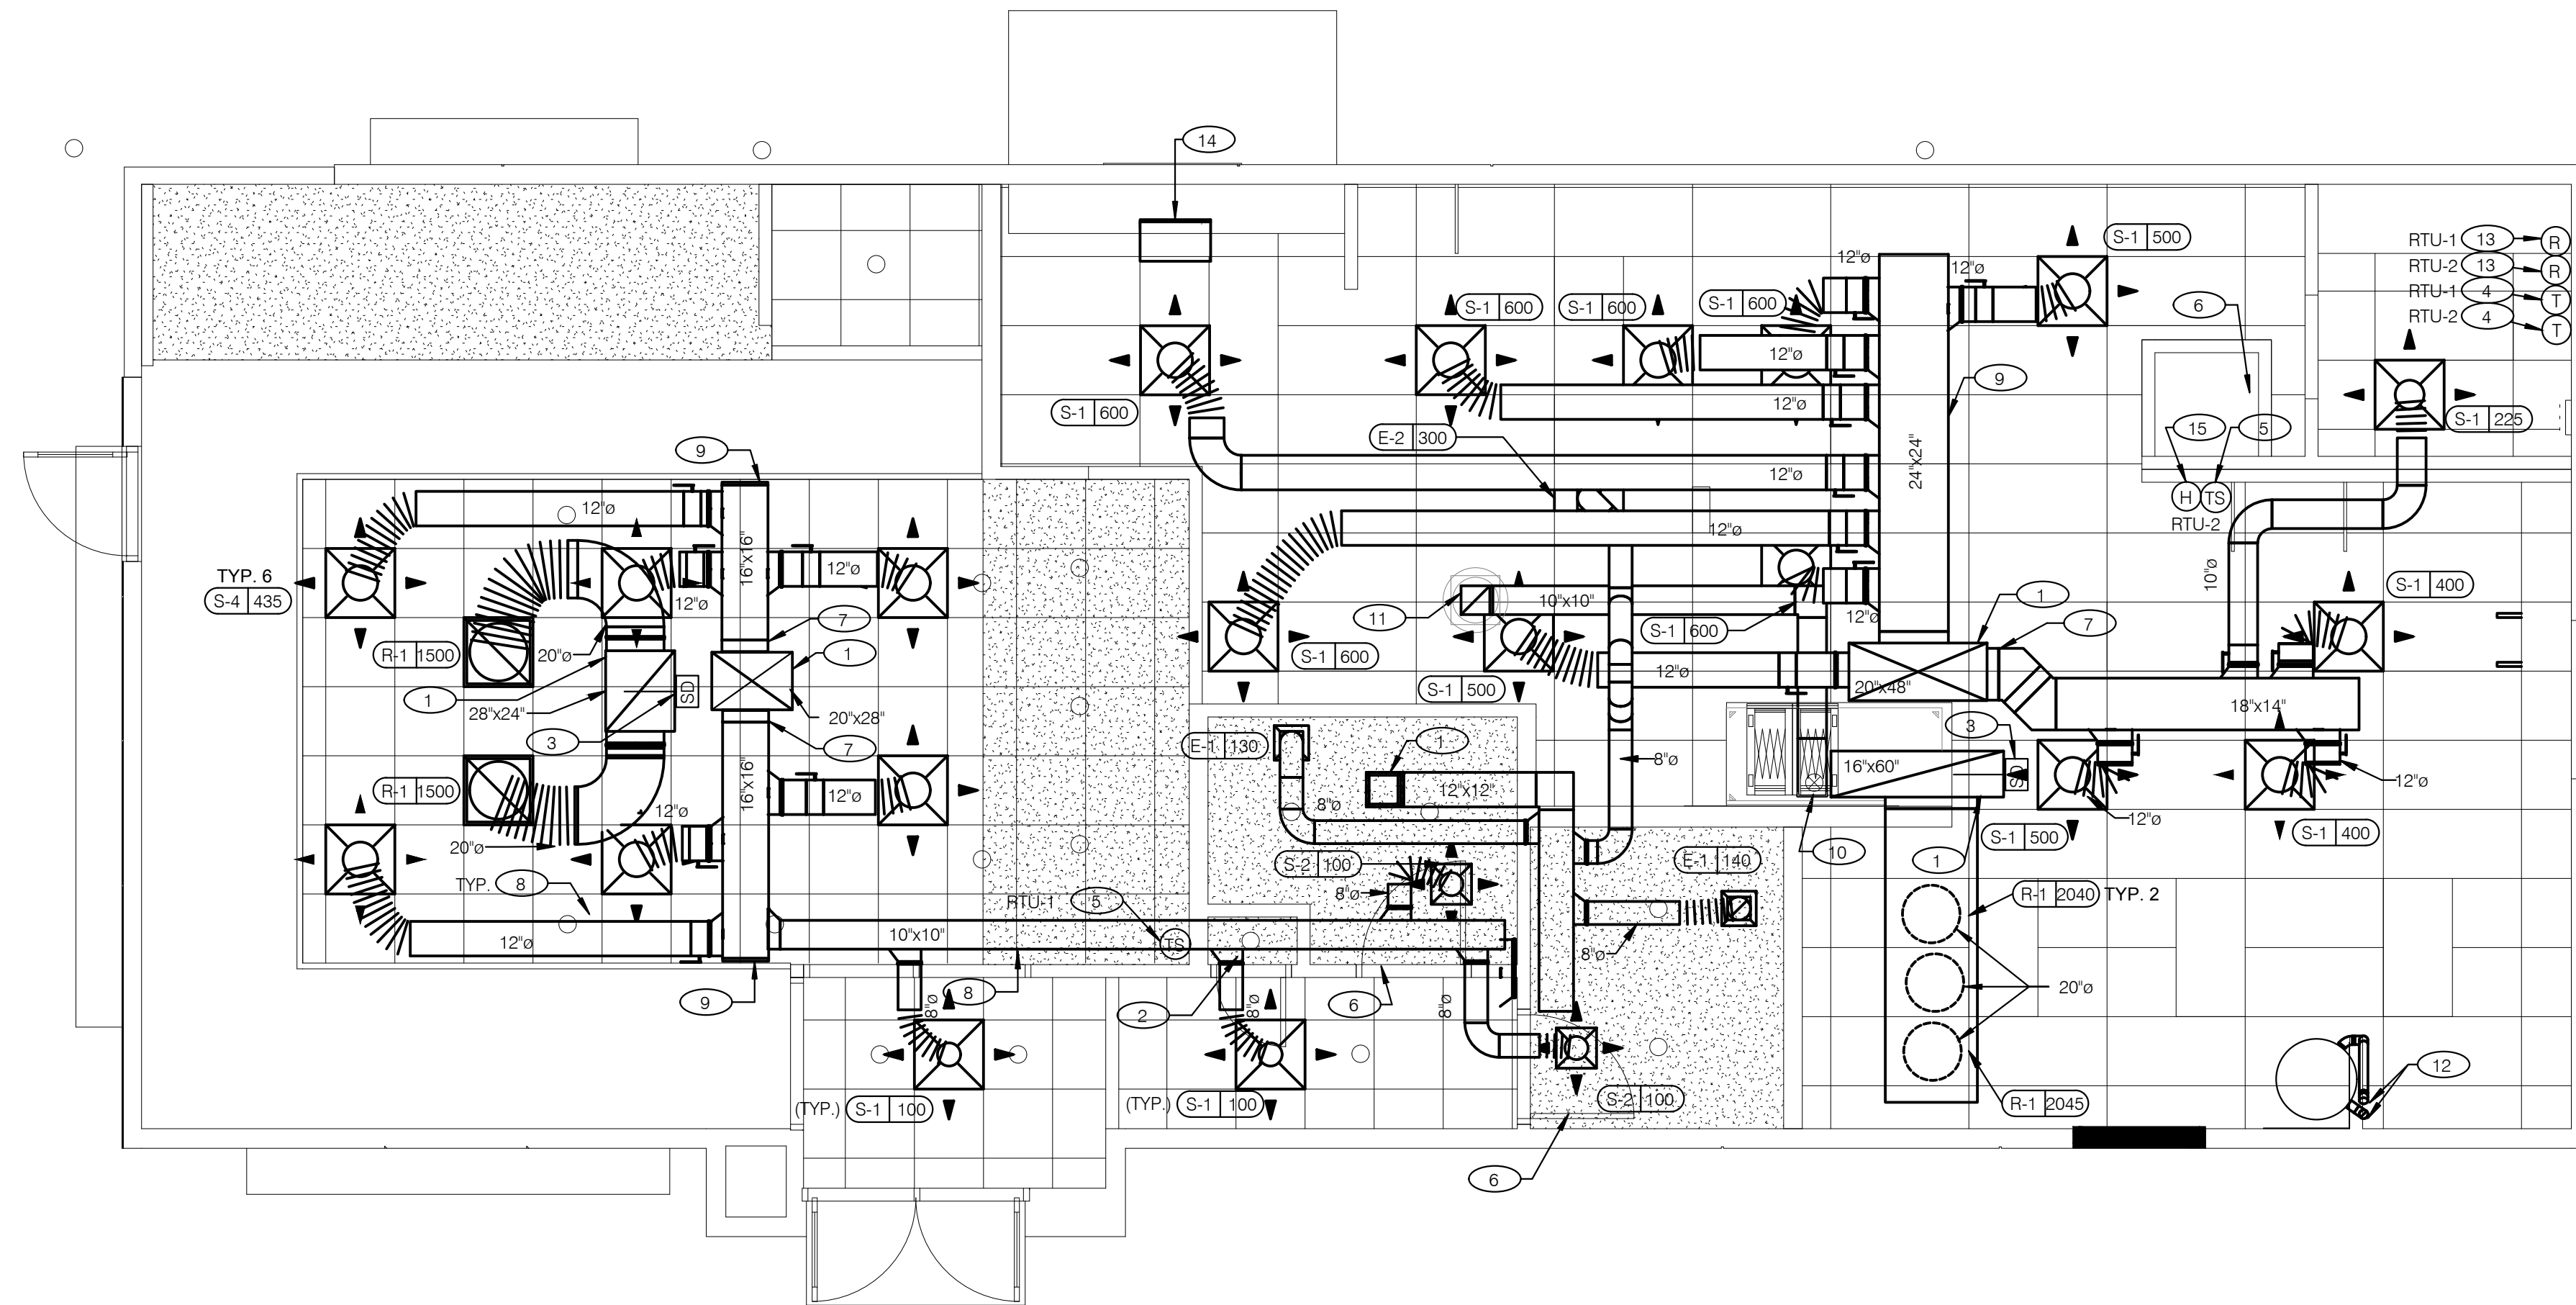 14
S-1 500
RTU-1 13 R
RTU-2 13 R
RTU-1 4 T
RTU-2 4 T
12"ø
12"ø
S-1 600
S-1 600
S-1 600
6
12"ø
9
12"ø
S-1 600
S-1 225
E-2 300
15
5
9
24"x24"
12"ø
H
TS
RTU-2
12"ø
12"ø
16"x16"
12"ø
TYP. 6
S-4 435
12"ø
10"ø
S-1 400
10"x10"
1
11
12"ø
7
7
S-1 600
R-1 1500
20"ø
1
S-1 600
12"ø
20"x48"
S-1 500
1
28"x24"
SD
20"x28"
18"x14"
3
7
3
E-1 130
1
8"ø
16"x60"
SD
R-1 1500
16"x16"
12"ø
12"x12"
12"ø
12"ø
8"ø
12"ø
S-1 500
S-1 400
20"ø
10
1
S-2 100
E-1 140
TYP. 8
8"ø
R-1 2040 TYP. 2
RTU-1 5
12"ø
10"x10"
TS
8"ø
20"ø
9
8
8"ø
2
8"ø
6
8"ø
12
(TYP.) S-1 100
(TYP.) S-1 100
S-2 100
R-1 2045
6